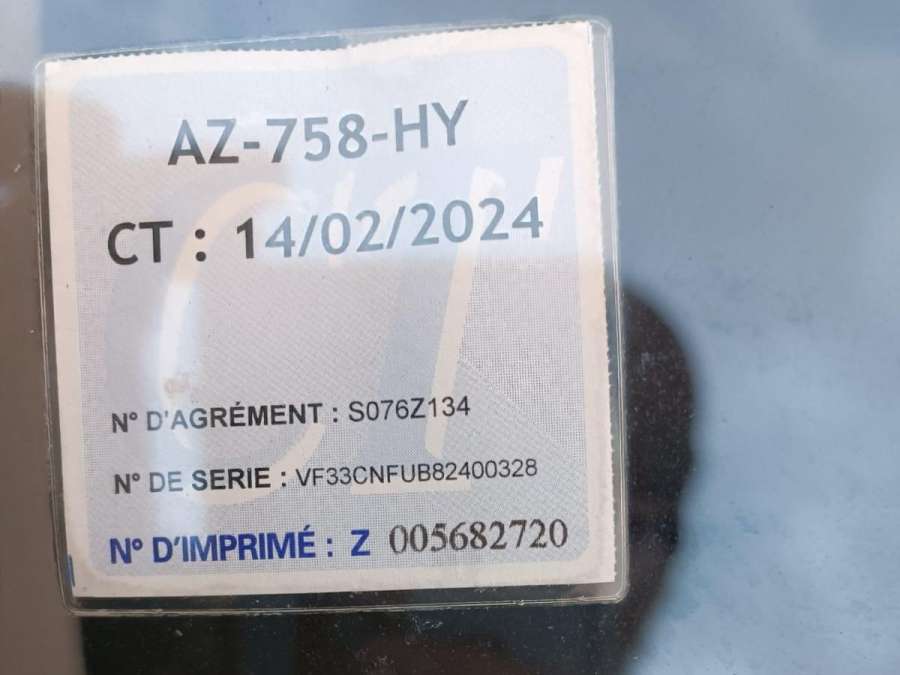 AZ-758-HY
CT : 14/02/2024
N° D'AGRÉMENT : S076Z134
N° DE SERIE : VF33CNFUB82400328
N° D'IMPRIMÉ : Z 005682720